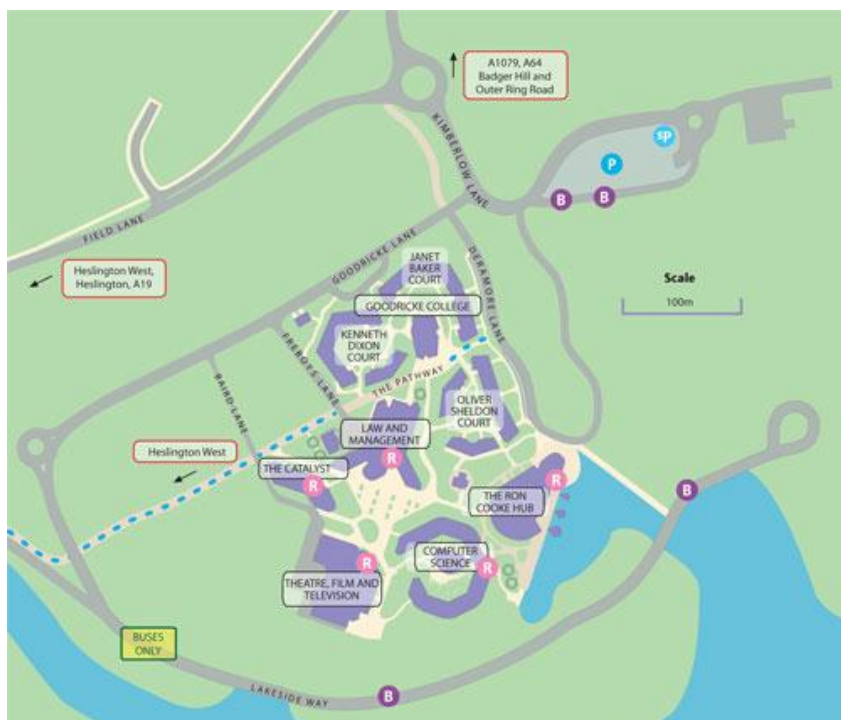 A1079, A64
Badger Hill and
Outer Ring Road
KIMBERLOW LANE
sp
P
B
B
FIELD LANE
Heslington West,
Heslington, A19
GOODRICKE LANE
JANET
BAKER
COURT
DERAMORE LANE
Scale
100m
GOODRICKE COLLEGE
KENNETH
DIXON
COURT
FREBOYS LANE
THE PATHWAY
BAIRD LANE
OLIVER
SHELDON
COURT
LAW AND
MANAGEMENT
R
Heslington West
THE CATALYST
R
R
THE RON
COOKE HUB
B
COMPUTER
SCIENCE
R
R
THEATRE, FILM AND
TELEVISION
BUSES
ONLY
LAKESIDE WAY
B